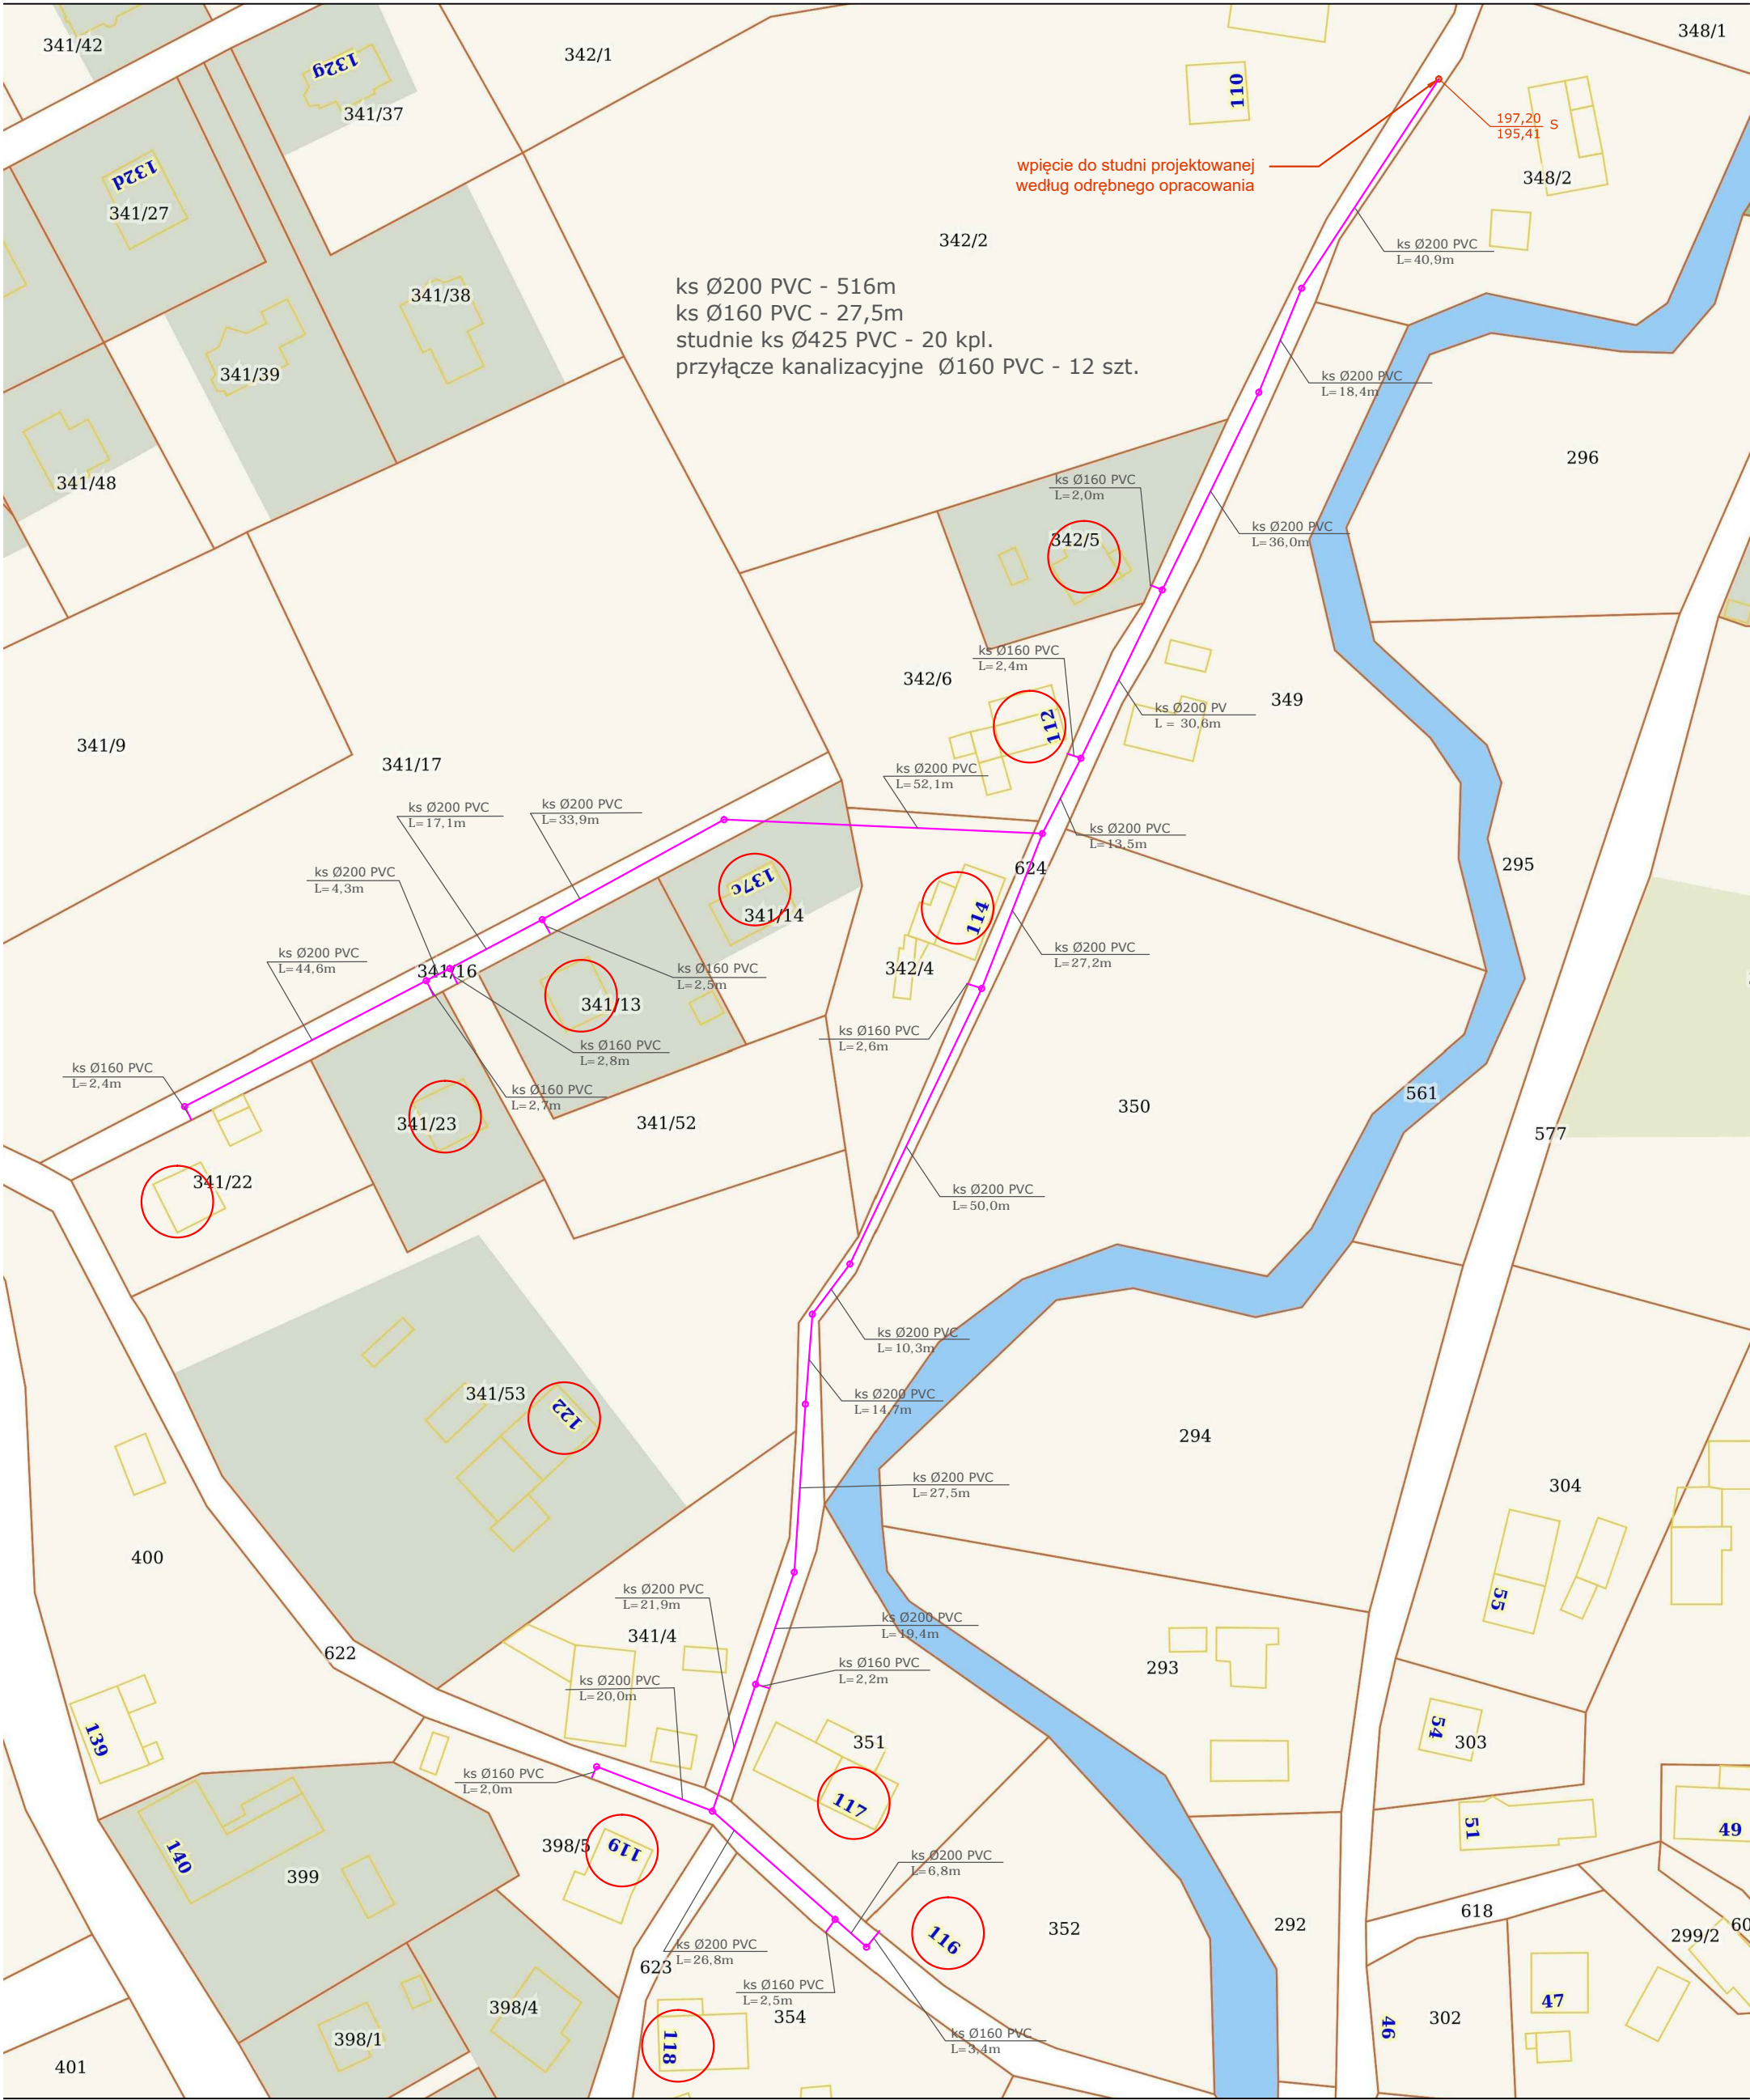 348/1
341/42
342/1
132g
341/37
110
197,20
195,41
S
132d
341/27
wpięcie do studni projektowanej
według odrębnego opracowania
348/2
342/2
ks Ø200 PVC
L=40,9m
ks Ø200 PVC - 516m
ks Ø160 PVC - 27,5m
studnie ks Ø425 PVC - 20 kpl.
przyłącze kanalizacyjne Ø160 PVC - 12 szt.
341/38
341/39
ks Ø200 PVC
L=18,4m
296
341/48
ks Ø160 PVC
L=2,0m
ks Ø200 PVC
L=36,0m
342/5
ks Ø160 PVC
L=2,4m
342/6
349
ks Ø200 PV
L = 30,6m
112
341/9
341/17
ks Ø200 PVC
L=52,1m
ks Ø200 PVC
L=17,1m
ks Ø200 PVC
L=33,9m
ks Ø200 PVC
L=13,5m
624
295
ks Ø200 PVC
L=4,3m
137c
341/14
114
ks Ø200 PVC
L=27,2m
ks Ø200 PVC
L=44,6m
341/16
ks Ø160 PVC
L=2,5m
342/4
341/13
ks Ø160 PVC
L=2,6m
ks Ø160 PVC
L=2,8m
ks Ø160 PVC
L=2,4m
ks Ø160 PVC
L=2,7m
561
350
341/23
341/52
577
341/22
ks Ø200 PVC
L=50,0m
ks Ø200 PVC
L=10,3m
341/53
122
ks Ø200 PVC
L=14,7m
294
ks Ø200 PVC
L=27,5m
304
400
ks Ø200 PVC
L=21,9m
55
ks Ø200 PVC
L=19,4m
341/4
622
ks Ø160 PVC
L=2,2m
293
ks Ø200 PVC
L=20,0m
139
351
54
303
ks Ø160 PVC
L=2,0m
117
51
49
398/5
119
140
399
ks Ø200 PVC
L=6,8m
618
116
352
292
299/2
60
ks Ø200 PVC
L=26,8m
623
ks Ø160 PVC
L=2,5m
47
398/4
354
302
46
398/1
118
ks Ø160 PVC
L=3,4m
401